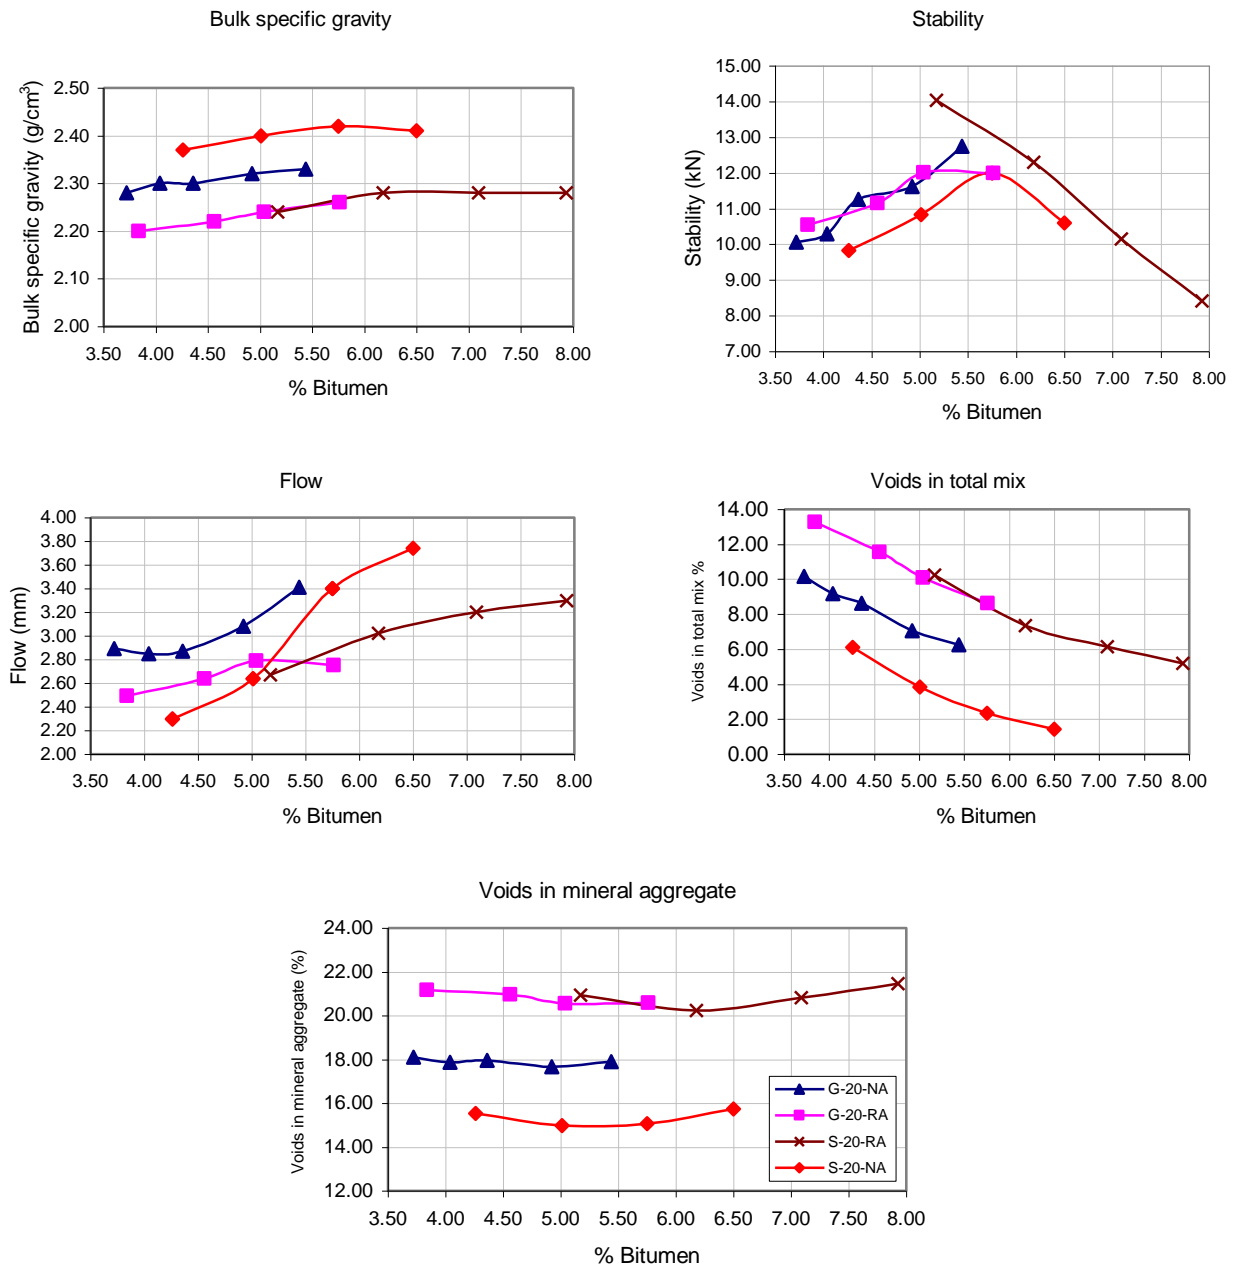 Bulk specific gravity
2.50
2.40
2.30
2.20
2.10
2.00
Bulk specific gravity (g/cm³)
3.50 4.00 4.50 5.00 5.50 6.00 6.50 7.00 7.50 8.00
% Bitumen
Stability
15.00
14.00
13.00
12.00
11.00
10.00
9.00
8.00
7.00
Stability (kN)
3.50 4.00 4.50 5.00 5.50 6.00 6.50 7.00 7.50 8.00
% Bitumen
Flow
4.00
3.80
3.60
3.40
3.20
3.00
2.80
2.60
2.40
2.20
2.00
Flow (mm)
3.50 4.00 4.50 5.00 5.50 6.00 6.50 7.00 7.50 8.00
% Bitumen
Voids in total mix
14.00
12.00
10.00
8.00
6.00
4.00
2.00
0.00
Voids in total mix %
3.50 4.00 4.50 5.00 5.50 6.00 6.50 7.00 7.50 8.00
% Bitumen
Voids in mineral aggregate
24.00
22.00
20.00
18.00
16.00
14.00
12.00
Voids in mineral aggregate (%)
3.50 4.00 4.50 5.00 5.50 6.00 6.50 7.00 7.50 8.00
% Bitumen
G-20-NA
G-20-RA
S-20-RA
S-20-NA